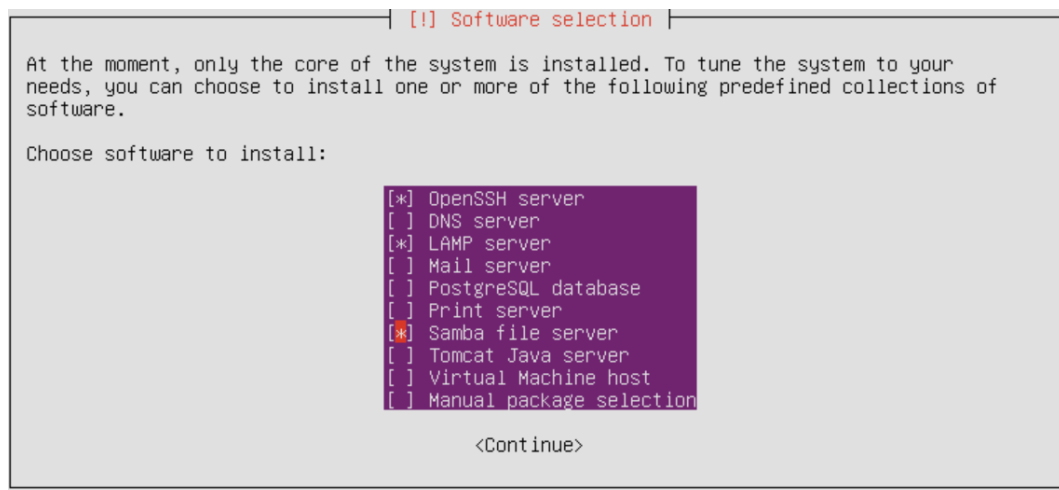 [!] Software selection
At the moment, only the core of the system is installed. To tune the system to your
needs, you can choose to install one or more of the following predefined collections of
software.
Choose software to install:
[*] OpenSSH server
[ ] DNS server
[*] LAMP server
[ ] Mail server
[ ] PostgreSQL database
[ ] Print server
[*] Samba file server
[ ] Tomcat Java server
[ ] Virtual Machine host
[ ] Manual package selection
<Continue>